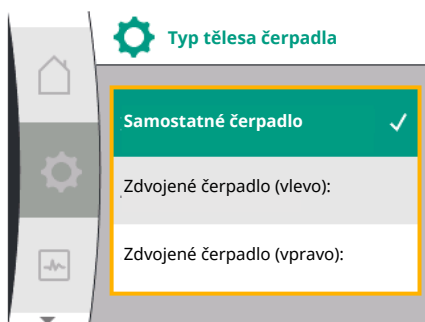 Typ tělesa čerpadla
Samostatné čerpadlo
Zdvojené čerpadlo (vlevo):
Zdvojené čerpadlo (vpravo):